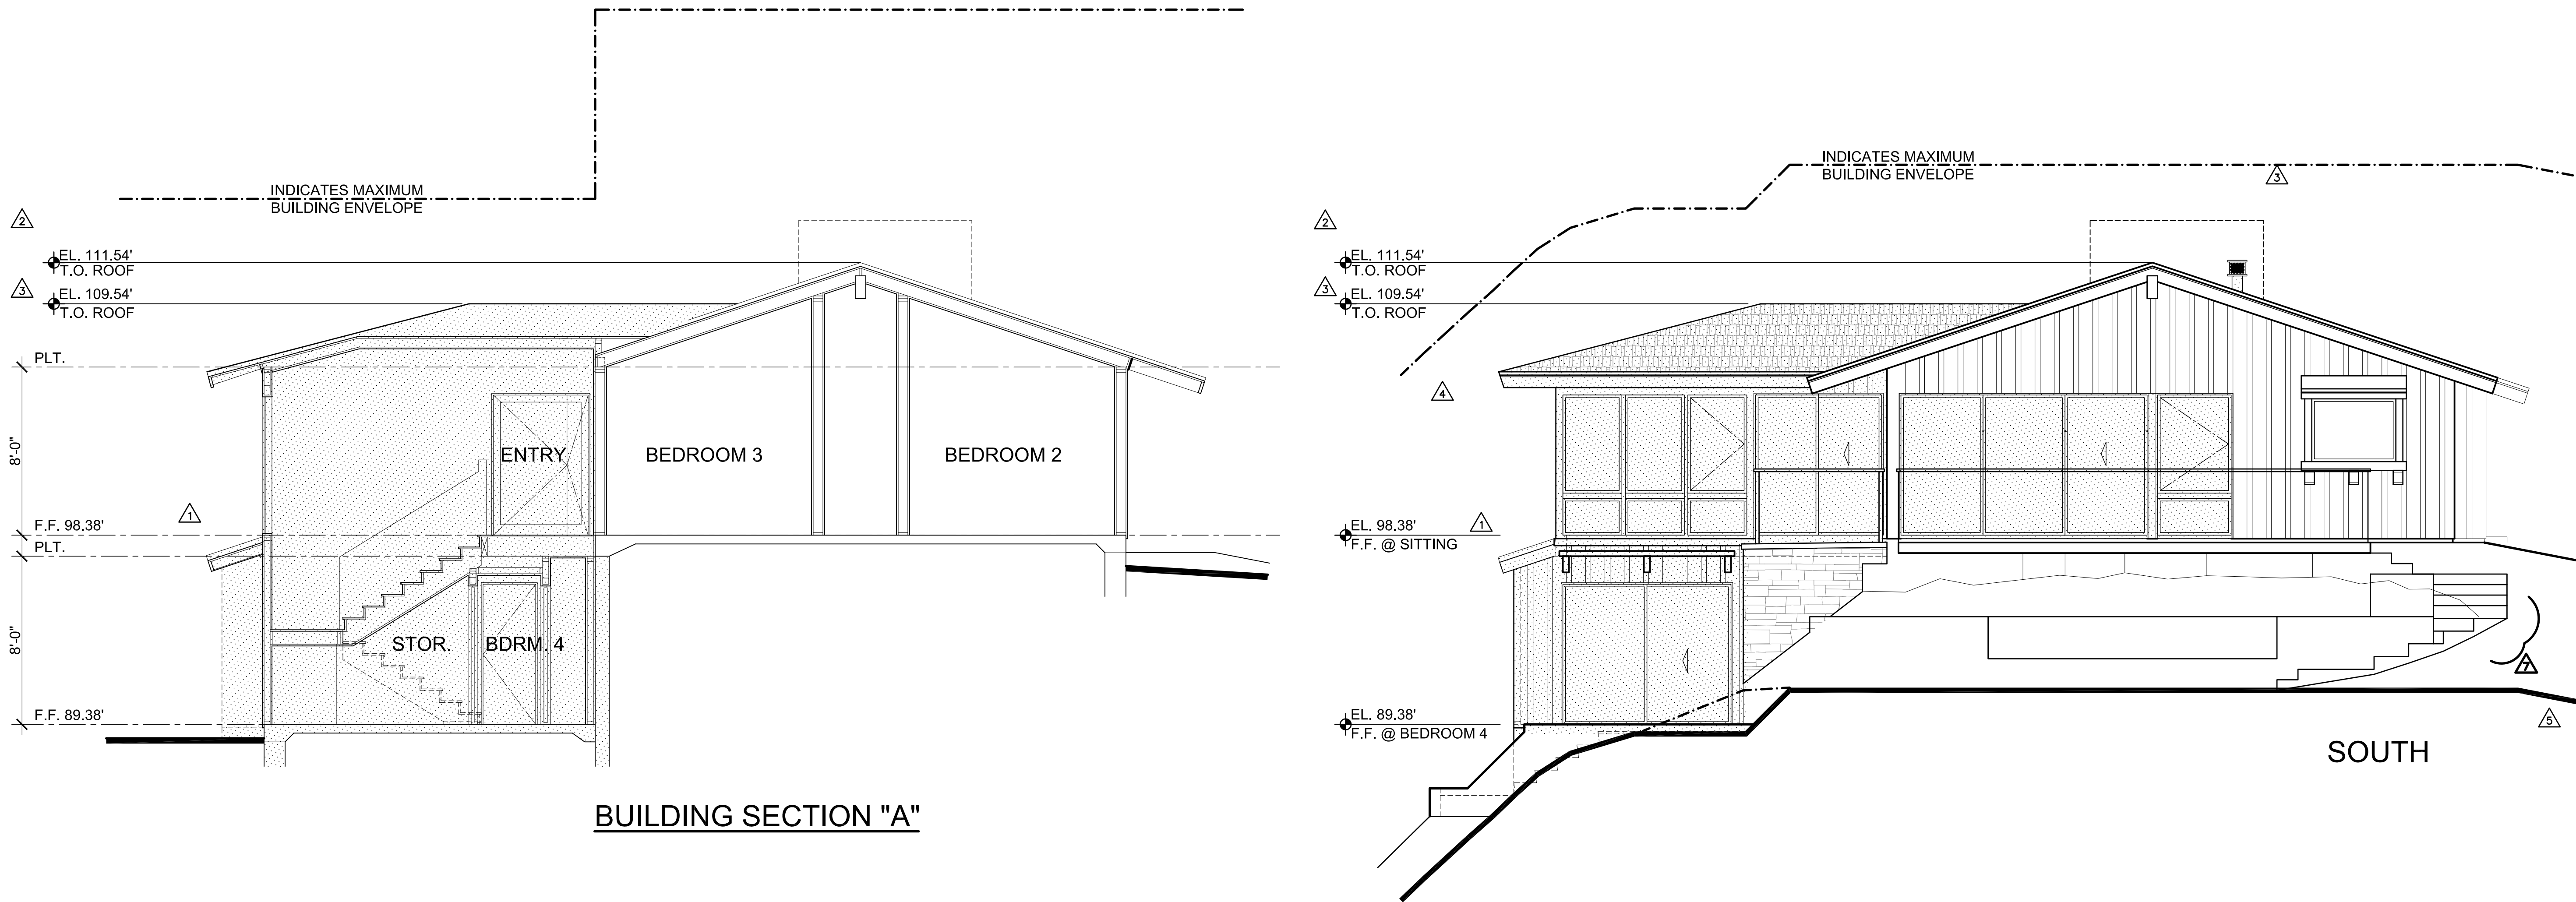 INDICATES MAXIMUM
BUILDING ENVELOPE
2
EL. 111.54'
T.O. ROOF
3
EL. 109.54'
T.O. ROOF
PLT.
8'-0"
ENTRY
BEDROOM 3
BEDROOM 2
1
F.F. 98.38'
PLT.
8'-0"
STOR.
BDRM. 4
F.F. 89.38'
BUILDING SECTION "A"
INDICATES MAXIMUM
BUILDING ENVELOPE
3
2
EL. 111.54'
T.O. ROOF
3
EL. 109.54'
T.O. ROOF
4
EL. 98.38'
F.F. @ SITTING
1
7
EL. 89.38'
F.F. @ BEDROOM 4
5
SOUTH